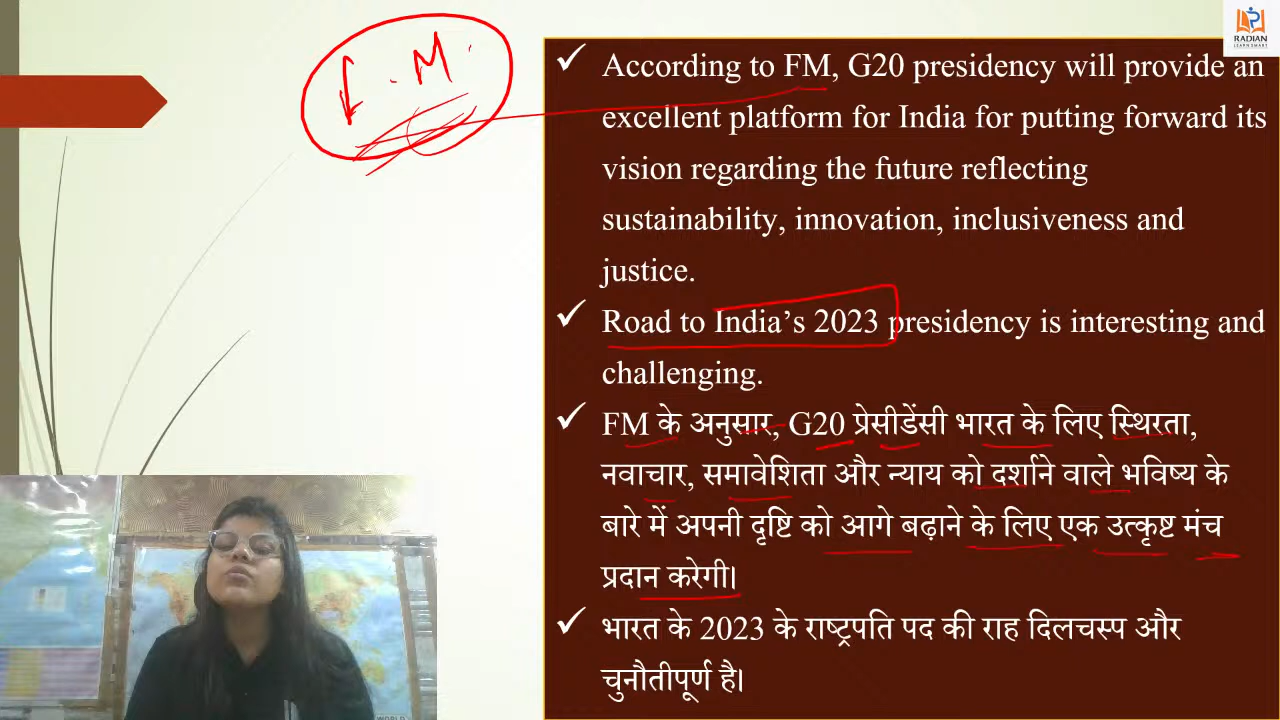 RADIAN
LEARN SMART
F.M.
According to FM, G20 presidency will provide an
excellent platform for India for putting forward its
vision regarding the future reflecting
sustainability, innovation, inclusiveness and
justice.
Road to India's 2023 presidency is interesting and
challenging.
FM के अनुसार, G20 प्रेसीडेंसी भारत के लिए स्थिरता,
नवाचार, समावेशिता और न्याय को दर्शाने वाले भविष्य के
बारे में अपनी दृष्टि को आगे बढ़ाने के लिए एक उत्कृष्ट मंच
प्रदान करेगी।
भारत के 2023 के राष्ट्रपति पद की राह दिलचस्प और
चुनौतीपूर्ण है।
WORLD